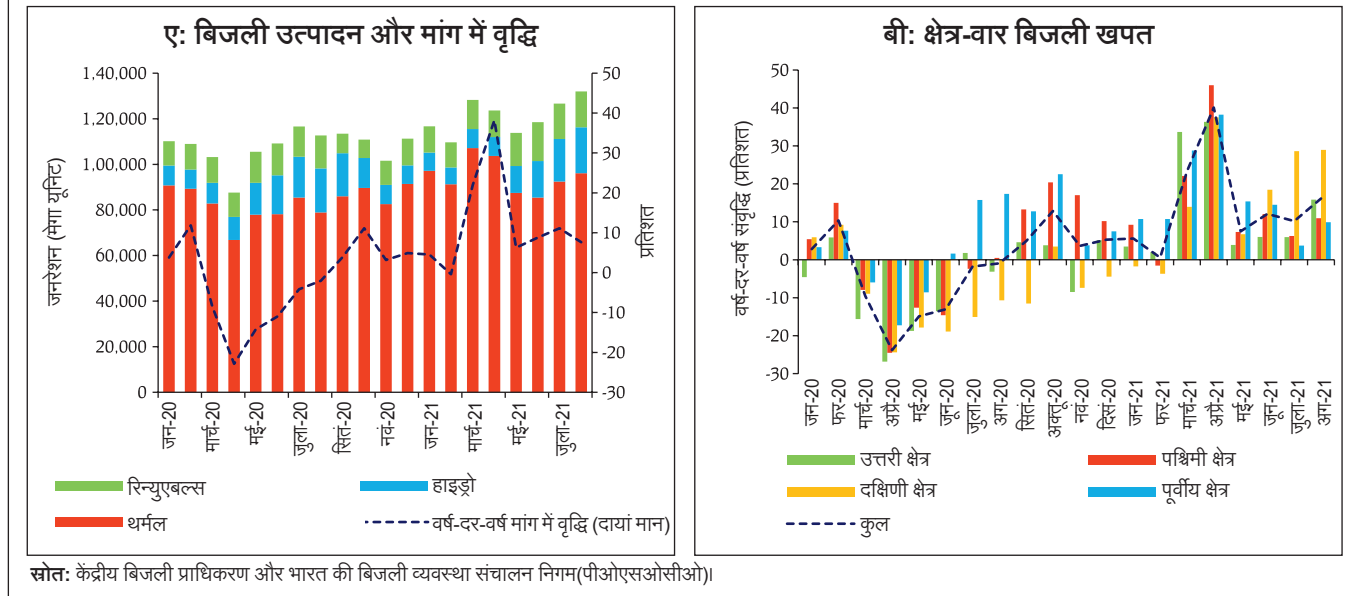 ए: बिजली उत्पादन और मांग में वृद्धि
जनरेशन (मेगा यूनिट)
1,40,000
1,20,000
1,00,000
80,000
60,000
40,000
20,000
0
50
40
30
20
10
0
-10
-20
-30
प्रतिशत
जन-20
मार्च-20
मई-20
जुला-20
सितं-20
नवं-20
जन-21
मार्च-21
मई-21
जुला-21
रिन्युएबल्स
हाइड्रो
थर्मल
वर्ष-दर-वर्ष मांग में वृद्धि (दायां मान)
बी: क्षेत्र-वार बिजली खपत
वर्ष-दर-वर्ष संवृद्धि (प्रतिशत)
50
40
30
20
10
0
-10
-20
-30
जन-20
फर-20
मार्च-20
अप्रै-20
मई-20
जून-20
जुला-20
अग-20
सितं-20
अक्तू-20
नवं-20
दिसं-20
जन-21
फर-21
मार्च-21
अप्रै-21
मई-21
जून-21
जुला-21
अग-21
उत्तरी क्षेत्र
पश्चिमी क्षेत्र
दक्षिणी क्षेत्र
पूर्वीय क्षेत्र
कुल
स्रोत: केंद्रीय बिजली प्राधिकरण और भारत की बिजली व्यवस्था संचालन निगम(पीओएसओसीओ)।